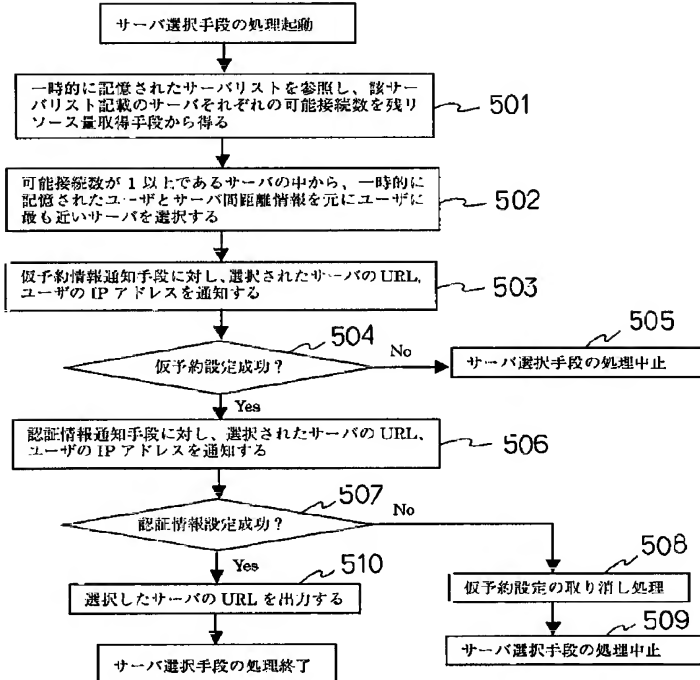 サーバ選択手段の処理起動
一時的に記憶されたサーバリストを参照し、該サー
バリスト記載のサーバそれぞれの可能接続数を残リ
ソース量取得手段から得る
501
可能接続数が 1 以上であるサーバの中から、一時的に
記憶されたユーザとサーバ間距離情報を元にユーザに
最も近いサーバを選択する
502
仮予約情報通知手段に対し、選択されたサーバの URL、
ユーザの IP アドレスを通知する
503
504
仮予約設定成功？
No
505
サーバ選択手段の処理中止
Yes
認証情報通知手段に対し、選択されたサーバの URL、
ユーザの IP アドレスを通知する
506
507
認証情報設定成功？
No
Yes
508
仮予約設定の取り消し処理
510
選択したサーバの URL を出力する
509
サーバ選択手段の処理中止
サーバ選択手段の処理終了